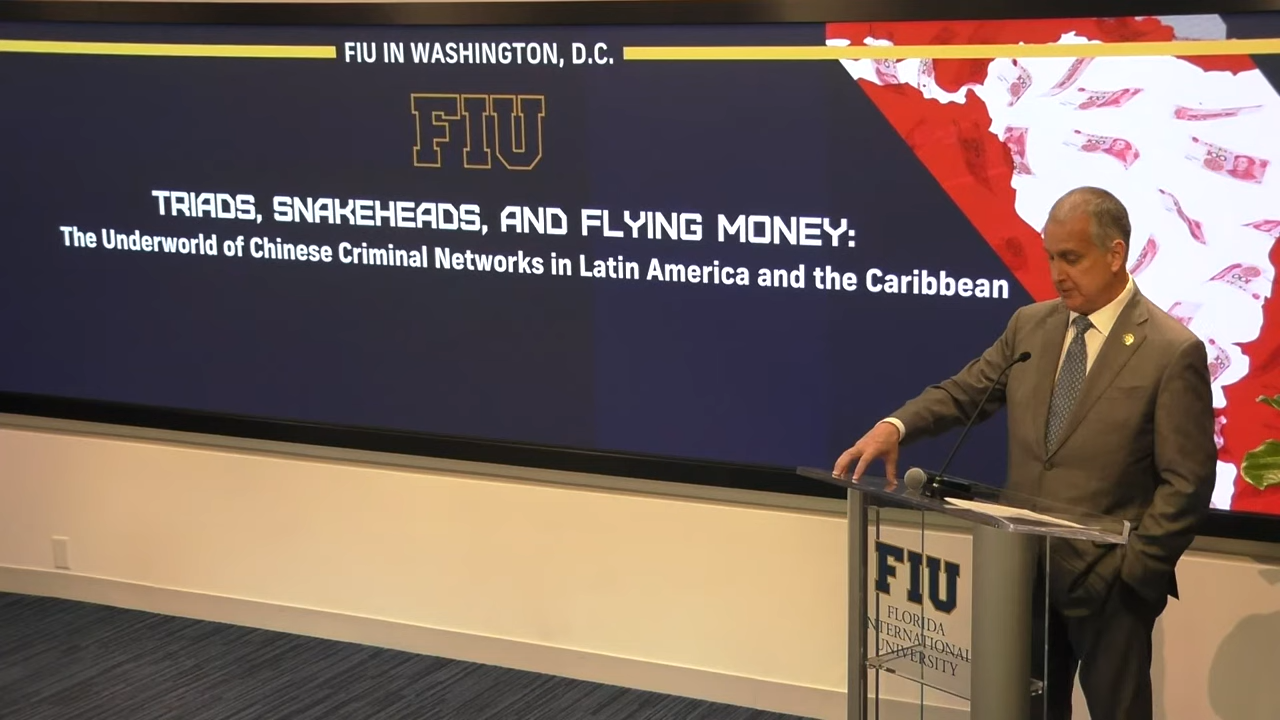 FIU IN WASHINGTON, D.C.
FIU
TRIADS, SNAKEHEADS, AND FLYING MONEY:
The Underworld of Chinese Criminal Networks in Latin America and the Caribbean
FIU
FLORIDA
INTERNATIONAL
UNIVERSITY